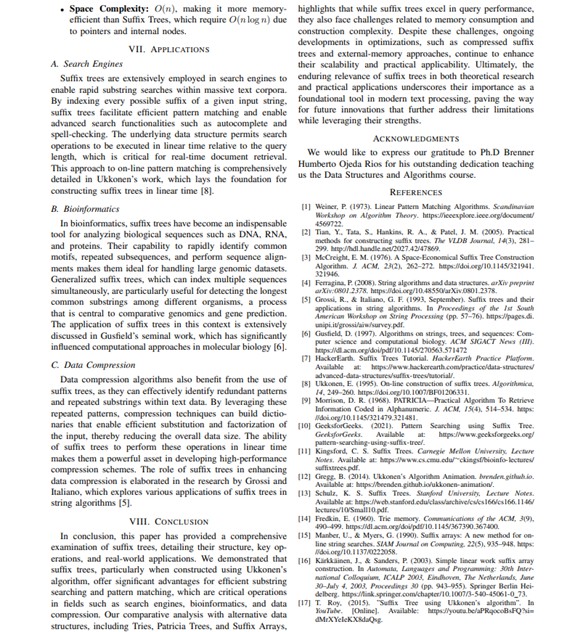 • Space Complexity: O(n), making it more memory-
efficient than Suffix Trees, which require O(n log n) due
to pointers and internal nodes.
VII. APPLICATIONS
A. Search Engines
Suffix trees are extensively employed in search engines to
enable rapid substring searches within massive text corpora.
By indexing every possible suffix of a given input string,
suffix trees facilitate efficient pattern matching and enable
advanced search functionalities such as autocomplete and
spell-checking. The underlying data structure permits search
operations to be executed in linear time relative to the query
length, which is critical for real-time document retrieval.
This approach to on-line pattern matching is comprehensively
detailed in Ukkonen's work, which lays the foundation for
constructing suffix trees in linear time [8].
B. Bioinformatics
In bioinformatics, suffix trees have become an indispensable
tool for analyzing biological sequences such as DNA, RNA,
and proteins. Their capability to rapidly identify common
motifs, repeated subsequences, and perform sequence align-
ments makes them ideal for handling large genomic datasets.
Generalized suffix trees, which can index multiple sequences
simultaneously, are particularly useful for detecting the longest
common substrings among different organisms, a process
that is central to comparative genomics and gene prediction.
The application of suffix trees in this context is extensively
discussed in Gusfield's seminal work, which has significantly
influenced computational approaches in molecular biology [6].
C. Data Compression
Data compression algorithms also benefit from the use of
suffix trees, as they can effectively identify redundant patterns
and repeated substrings within text data. By leveraging these
repeated patterns, compression techniques can build dictio-
naries that enable efficient substitution and factorization of
the input, thereby reducing the overall data size. The ability
of suffix trees to perform these operations in linear time
makes them a powerful asset in developing high-performance
compression schemes. The role of suffix trees in enhancing
data compression is elaborated in the research by Grossi and
Italiano, which explores various applications of suffix trees in
string algorithms [5].
VIII. CONCLUSION
In conclusion, this paper has provided a comprehensive
examination of suffix trees, detailing their structure, key op-
erations, and real-world applications. We demonstrated that
suffix trees, particularly when constructed using Ukkonen's
algorithm, offer significant advantages for efficient substring
searching and pattern matching, which are critical operations
in fields such as search engines, bioinformatics, and data
compression. Our comparative analysis with alternative data
structures, including Tries, Patricia Trees, and Suffix Arrays,
highlights that while suffix trees excel in query performance,
they also face challenges related to memory consumption and
construction complexity. Despite these challenges, ongoing
developments in optimizations, such as compressed suffix
trees and external-memory approaches, continue to enhance
their scalability and practical applicability. Ultimately, the
enduring relevance of suffix trees in both theoretical research
and practical applications underscores their importance as a
foundational tool in modern text processing, paving the way
for future innovations that further address their limitations
while leveraging their strengths.
ACKNOWLEDGMENTS
We would like to express our gratitude to Ph.D Brenner
Humberto Ojeda Rios for his outstanding dedication teaching
us the Data Structures and Algorithms course.
REFERENCES
[1] Weiner, P. (1973). Linear Pattern Matching Algorithms. Scandinavian
Workshop on Algorithm Theory. https://ieeexplore.ieee.org/document/
4569722.
[2] Tian, Y., Tata, S., Hankins, R. A., & Patel, J. M. (2005). Practical
methods for constructing suffix trees. The VLDB Journal, 14(3), 281–
299. http://hdl.handle.net/2027.42/47869.
[3] McCreight, E. M. (1976). A Space-Economical Suffix Tree Construction
Algorithm. J. ACM, 23(2), 262–272. https://doi.org/10.1145/321941.
321946.
[4] Ferragina, P. (2008). String algorithms and data structures. arXiv preprint
arXiv:0801.2378. https://doi.org/10.48550/arXiv.0801.2378.
[5] Grossi, R., & Italiano, G. F. (1993, September). Suffix trees and their
applications in string algorithms. In Proceedings of the 1st South
American Workshop on String Processing (pp. 57–76). https://pages.di.
unipi.it/grossi/aiw/survey.pdf.
[6] Gusfield, D. (1997). Algorithms on strings, trees, and sequences: Com-
puter science and computational biology. ACM SIGACT News (III).
https://dl.acm.org/doi/pdf/10.1145/270563.571472
[7] HackerEarth. Suffix Trees Tutorial. HackerEarth Practice Platform.
Available at: https://www.hackerearth.com/practice/data-structures/
advanced-data-structures/suffix-trees/tutorial/.
[8] Ukkonen, E. (1995). On-line construction of suffix trees. Algorithmica,
14, 249–260. https://doi.org/10.1007/BF01206331.
[9] Morrison, D. R. (1968). PATRICIA—Practical Algorithm To Retrieve
Information Coded in Alphanumeric. J. ACM, 15(4), 514–534. https:
//doi.org/10.1145/321479.321481.
[10] GeeksforGeeks. (2021). Pattern Searching using Suffix Tree.
GeeksforGeeks. Available at: https://www.geeksforgeeks.org/
pattern-searching-using-suffix-tree/.
[11] Kingsford, C. S. Suffix Trees. Carnegie Mellon University, Lecture
Notes. Available at: https://www.cs.cmu.edu/~ckingsf/bioinfo-lectures/
suffixtrees.pdf.
[12] Gregg, B. (2014). Ukkonen's Algorithm Animation. brenden.github.io.
Available at: https://brenden.github.io/ukkonen-animation/.
[13] Schulz, K. S. Suffix Trees. Stanford University, Lecture Notes.
Available at: https://web.stanford.edu/class/archive/cs/cs166/cs166.1146/
lectures/10/Small10.pdf.
[14] Fredkin, E. (1960). Trie memory. Communications of the ACM, 3(9),
490–499. https://dl.acm.org/doi/pdf/10.1145/367390.367400.
[15] Manber, U., & Myers, G. (1990). Suffix arrays: A new method for on-
line string searches. SIAM Journal on Computing, 22(5), 935–948. https:
//doi.org/10.1137/0222058.
[16] Kärkkäinen, J., & Sanders, P. (2003). Simple linear work suffix array
construction. In Automata, Languages and Programming: 30th Inter-
national Colloquium, ICALP 2003, Eindhoven, The Netherlands, June
30–July 4, 2003, Proceedings 30 (pp. 943–955). Springer Berlin Hei-
delberg. https://link.springer.com/chapter/10.1007/3-540-45061-0_73.
[17] T. Roy, (2015). "Suffix Tree using Ukkonen's algorithm". In
YouTube. [Online]. Available: